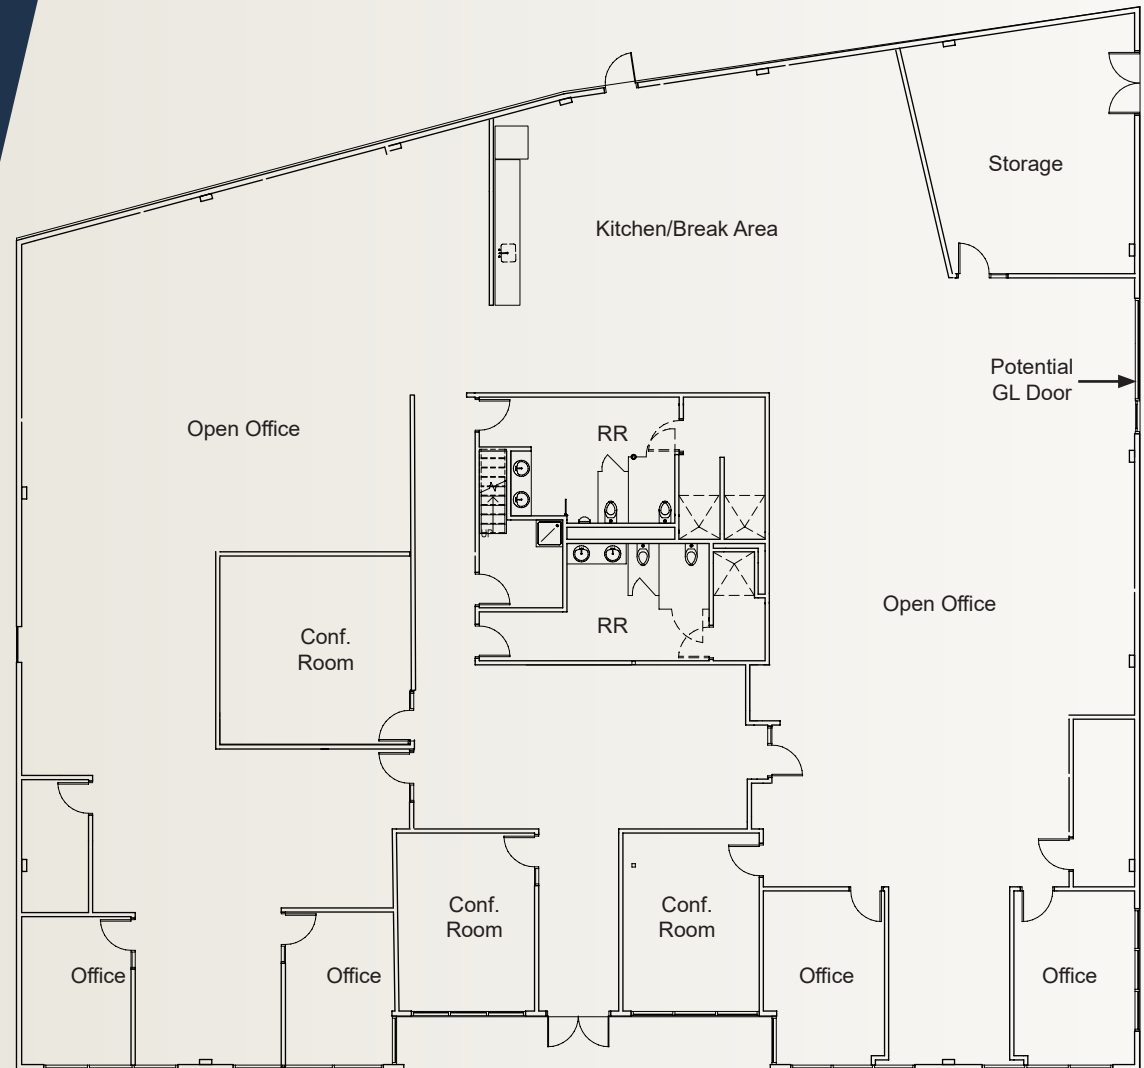 Storage
Kitchen/Break Area
Potential
GL Door
Open Office
RR
Open Office
Conf.
Room
RR
Conf.
Room
Conf.
Room
Office
Office
Office
Office